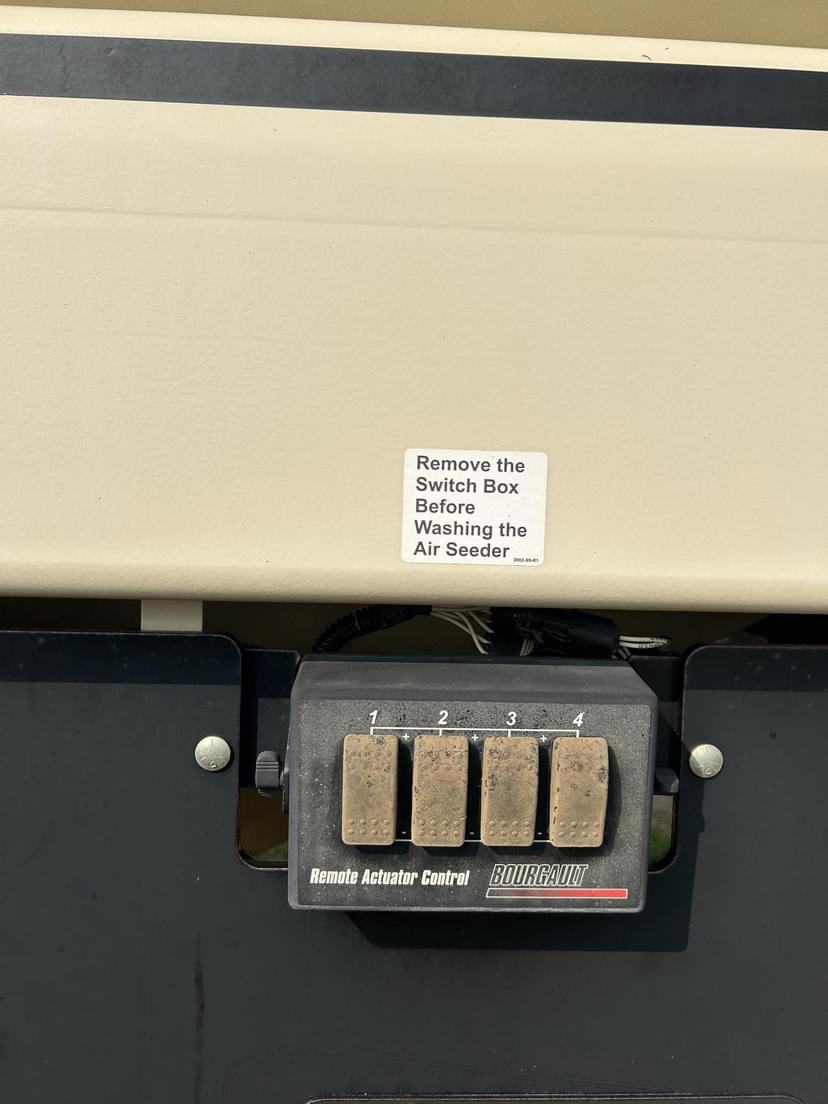 Remove the
Switch Box
Before
Washing the
Air Seeder
1 2 3 4
+ + +
- - -
Remote Actuator Control BOURGAULT